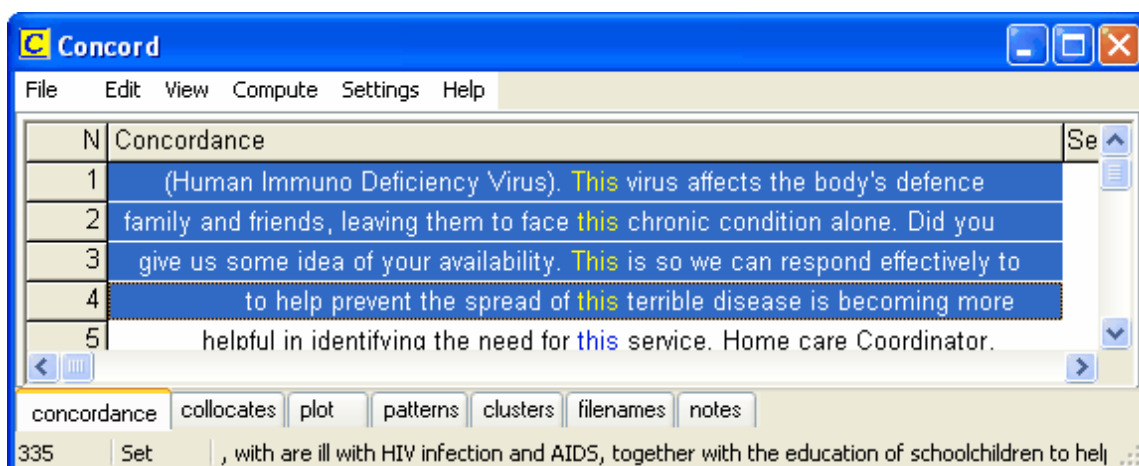 C Concord
File Edit View Compute Settings Help
N Concordance Se
1 (Human Immuno Deficiency Virus). This virus affects the body's defence
2 family and friends, leaving them to face this chronic condition alone. Did you
3 give us some idea of your availability. This is so we can respond effectively to
4 to help prevent the spread of this terrible disease is becoming more
5 helpful in identifying the need for this service. Home care Coordinator.
concordance collocates plot patterns clusters filenames notes
335 Set , with are ill with HIV infection and AIDS, together with the education of schoolchildren to help